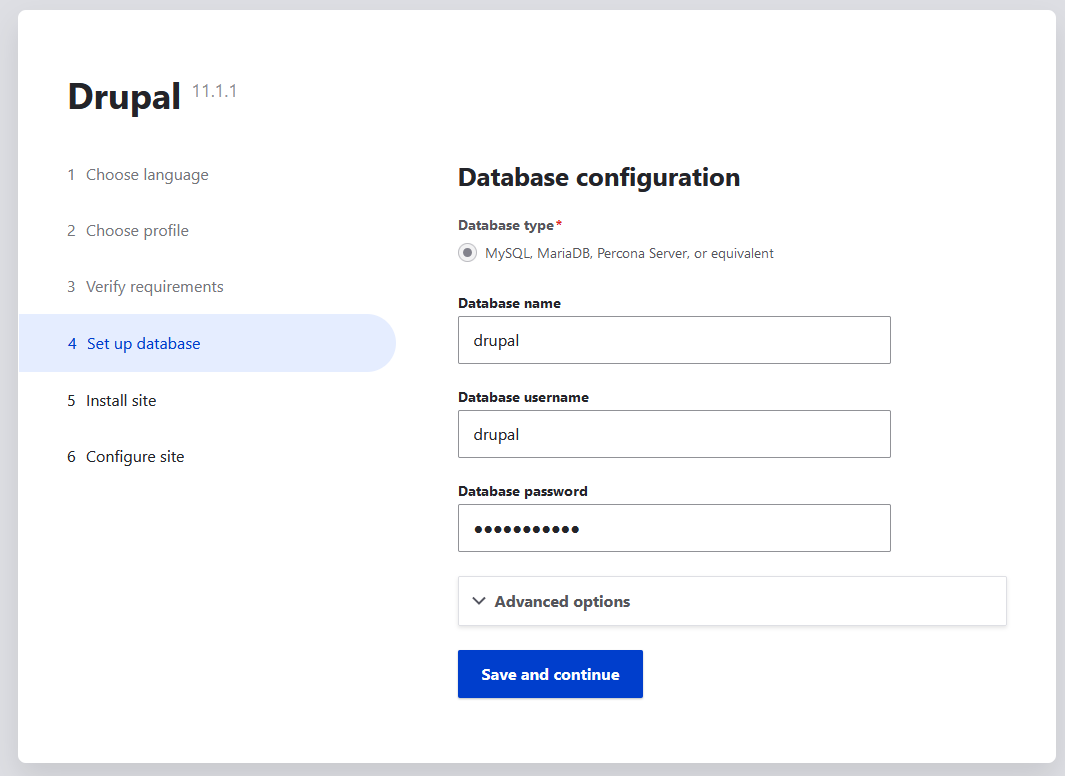 Drupal 11.1.1
1 Choose language
2 Choose profile
3 Verify requirements
4 Set up database
5 Install site
6 Configure site
Database configuration
Database type*
MySQL, MariaDB, Percona Server, or equivalent
Database name
drupal
Database username
drupal
Database password
●●●●●●●●●●●
Advanced options
Save and continue